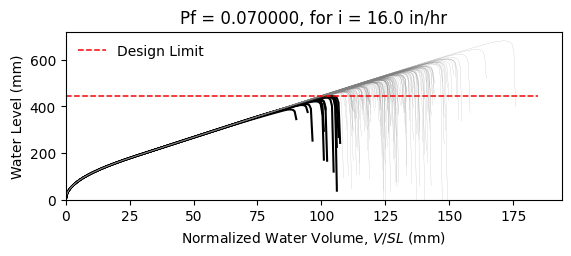 Pf = 0.070000, for i = 16.0 in/hr
Water Level (mm)
600
400
200
0
Design Limit
0 25 50 75 100 125 150 175
Normalized Water Volume, V/SL (mm)